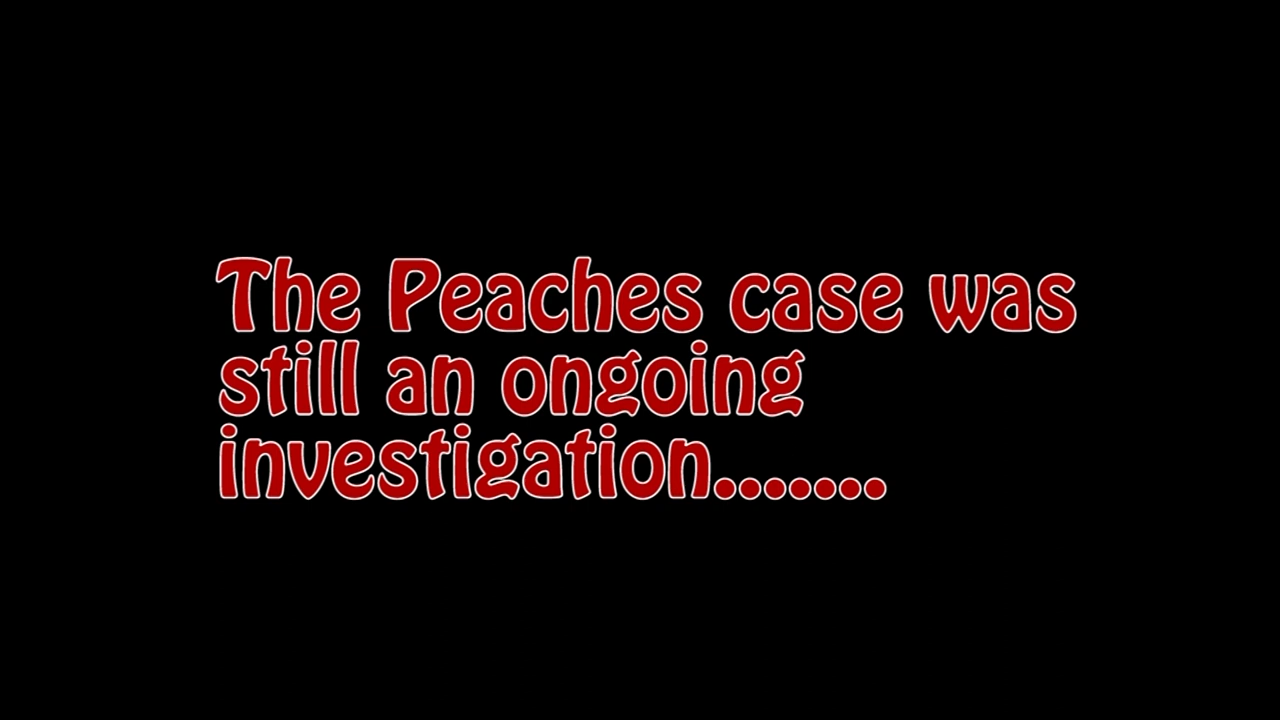 The Peaches case was
still an ongoing
investigation.......